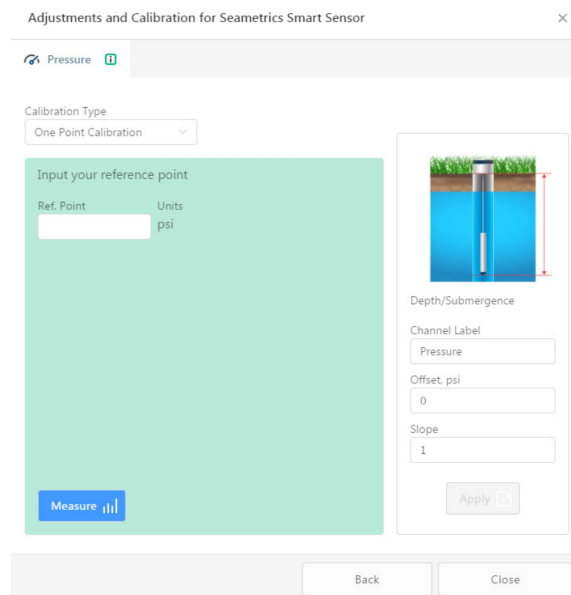 Adjustments and Calibration for Seametrics Smart Sensor
Pressure
Calibration Type
One Point Calibration
Input your reference point
Ref. Point Units
psi
Measure
Depth/Submergence
Channel Label
Pressure
Offset, psi
0
Slope
1
Apply
Back Close